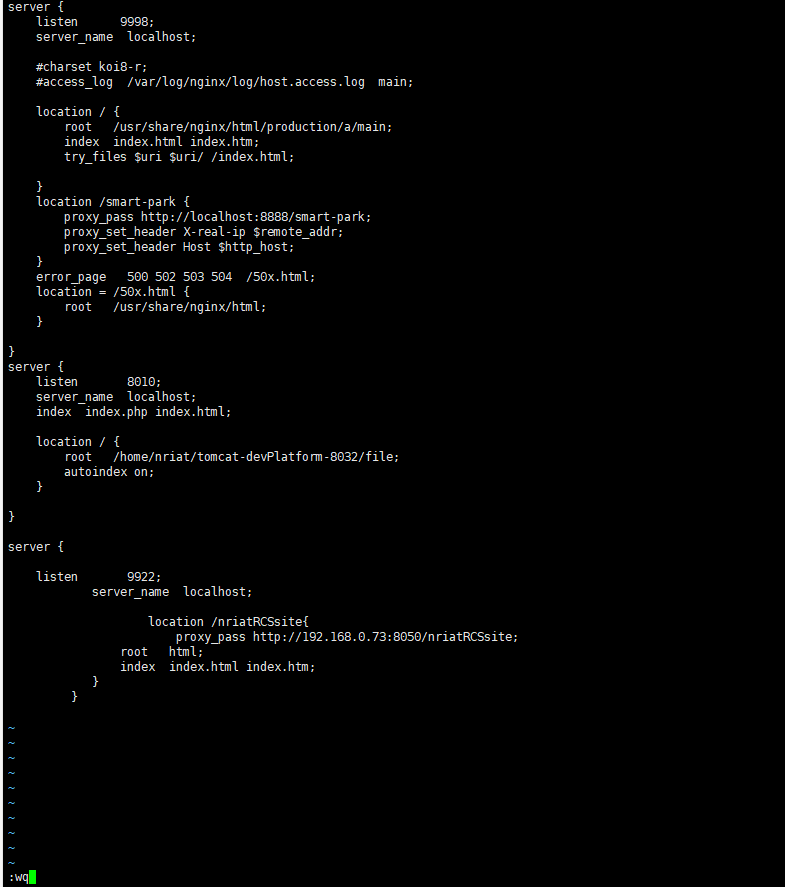 server {
    listen      9998;
    server_name  localhost;

    #charset koi8-r;
    #access_log  /var/log/nginx/log/host.access.log  main;

    location / {
        root   /usr/share/nginx/html/production/a/main;
        index  index.html index.htm;
        try_files $uri $uri/ /index.html;

    }
    location /smart-park {
        proxy_pass http://localhost:8888/smart-park;
        proxy_set_header X-real-ip $remote_addr;
        proxy_set_header Host $http_host;
    }
    error_page   500 502 503 504  /50x.html;
    location = /50x.html {
        root   /usr/share/nginx/html;
    }

}
server {
    listen       8010;
    server_name  localhost;
    index  index.php index.html;

    location / {
        root   /home/nriat/tomcat-devPlatform-8032/file;
        autoindex on;
    }

}

server {

    listen       9922;
            server_name  localhost;

                    location /nriatRCSsite{
                        proxy_pass http://192.168.0.73:8050/nriatRCSsite;
                root   html;
                index  index.html index.htm;
            }
         }

~
~
~
~
~
~
~
~
~
~
:wq